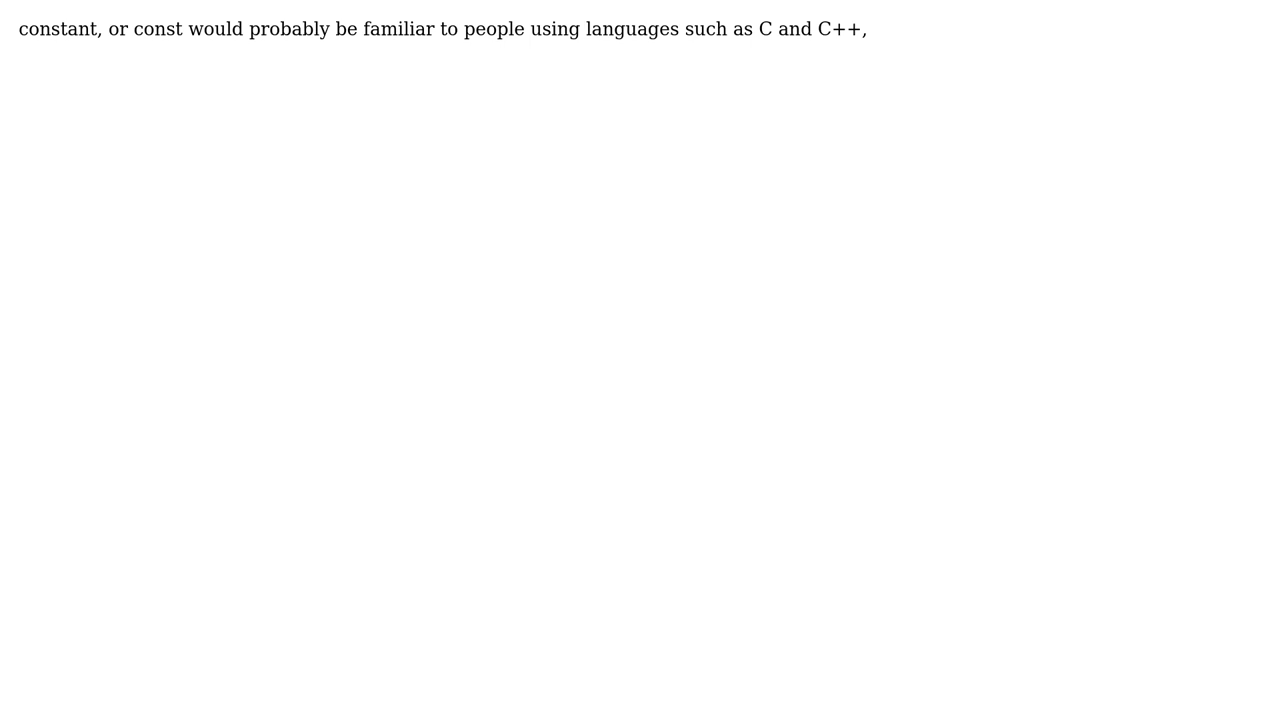 constant, or const would probably be familiar to people using languages such as C and C++,